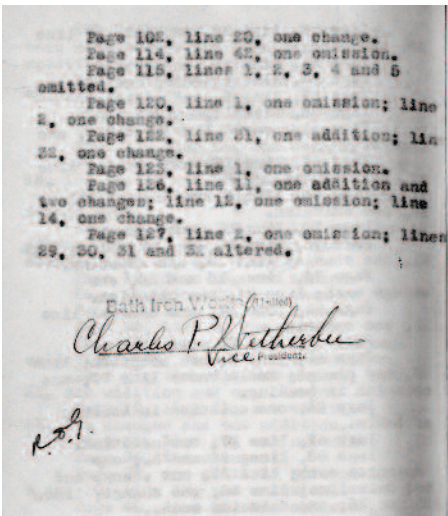 Page 102, line 20, one change.
Page 114, line 42, one omission.
Page 115, lines 1, 2, 3, 4 and 5
omitted.
Page 120, line 1, one omission; line
2, one change.
Page 122, line 31, one addition; lin
32, one change.
Page 123, line 1, one omission.
Page 126, line 11, one addition and
two changes; line 12, one omission; line
14, one change.
Page 127, line 2, one omission; lines
29, 30, 31 and 32 altered.
Bath Iron Works (Limited)
Charles P. Wetherbee
Vice President.